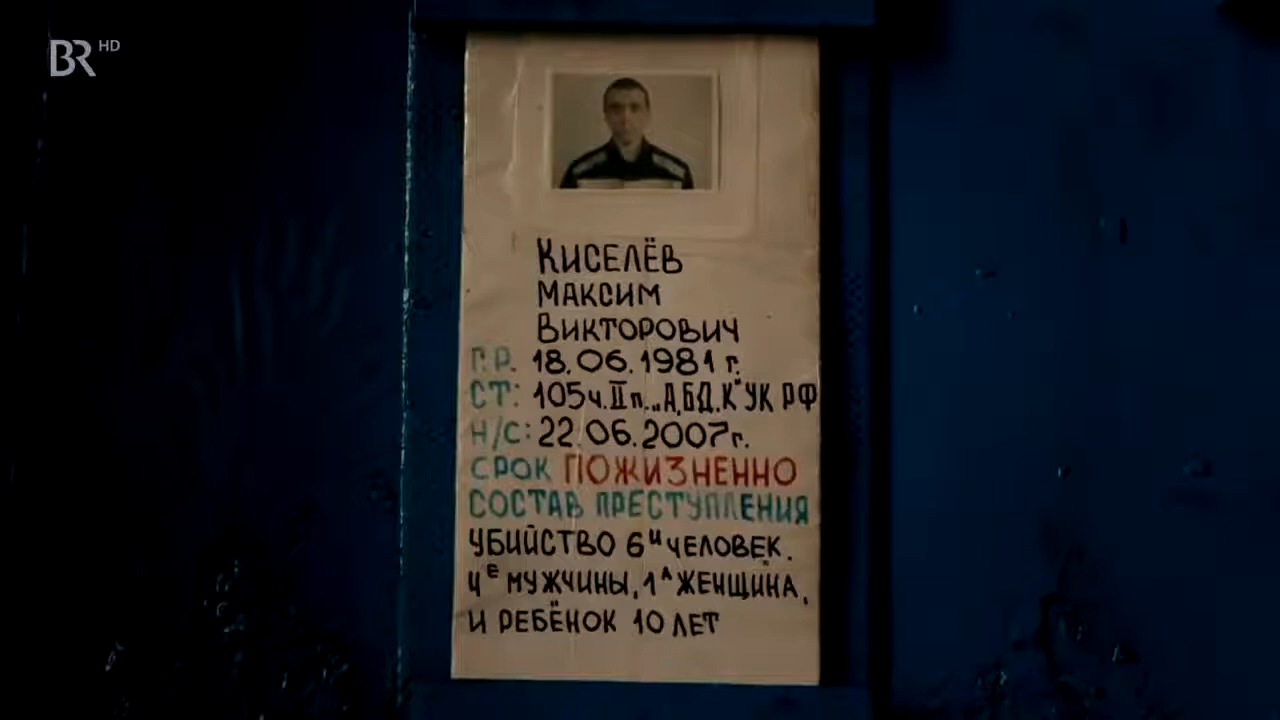 BR HD
КИСЕЛЁВ
МАКСИМ
ВИКТОРОВИЧ
Г.Р. 18.06.1981 г.
СТ: 105ч.II п.„А,БД.К" УК РФ
Н/С: 22.06.2007г.
СРОК ПОЖИЗНЕННО
СОСТАВ ПРЕСТУПЛЕНИЯ
УБИЙСТВО 6и ЧЕЛОВЕК.
4Е МУЖЧИНЫ, 1А ЖЕНЩИНА,
И РЕБЁНОК 10 ЛЕТ